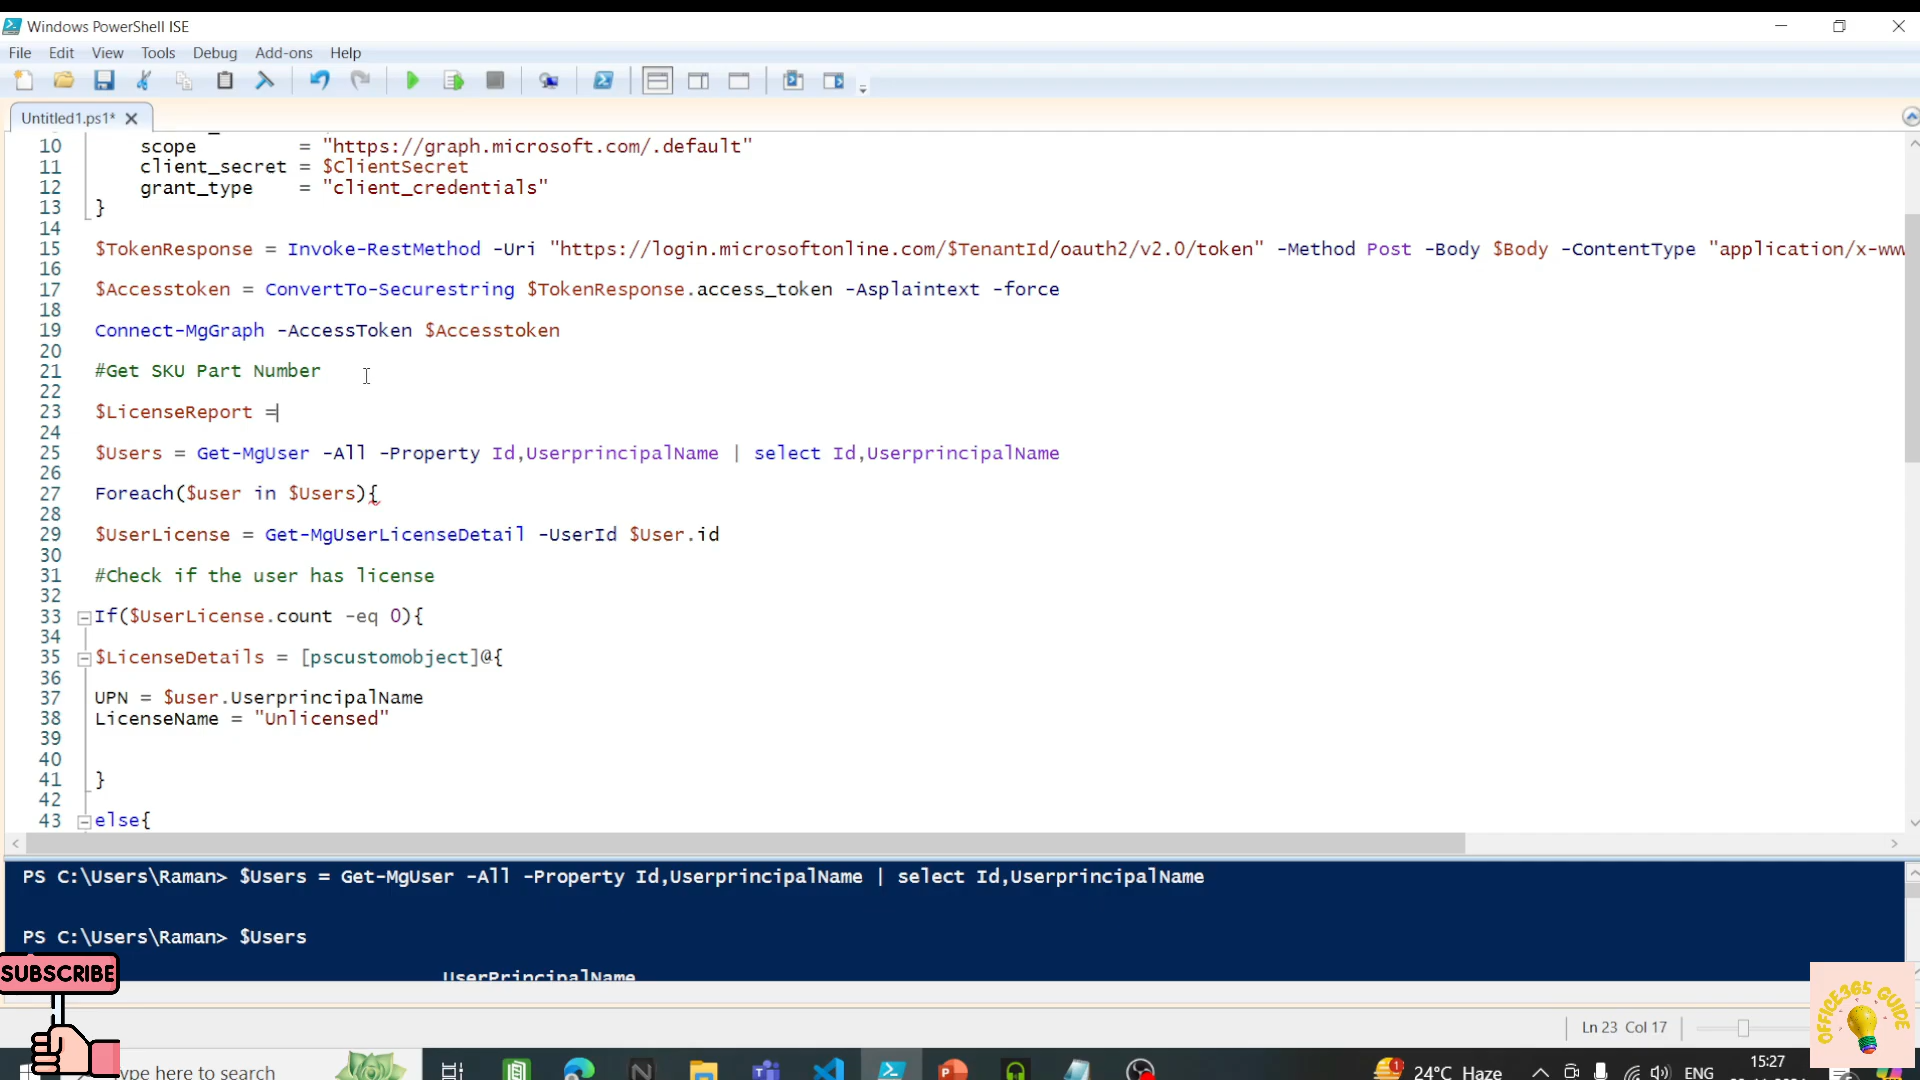 Windows PowerShell ISE
File Edit View Tools Debug Add-ons Help
Untitled1.ps1* X
10 scope = "https://graph.microsoft.com/.default"
11 client_secret = $ClientSecret
12 grant_type = "client_credentials"
13 }
14
15 $TokenResponse = Invoke-RestMethod -Uri "https://login.microsoftonline.com/$TenantId/oauth2/v2.0/token" -Method Post -Body $Body -ContentType "application/x-www
16
17 $Accesstoken = ConvertTo-Securestring $TokenResponse.access_token -Asplaintext -force
18
19 Connect-MgGraph -AccessToken $Accesstoken
20
21 #Get SKU Part Number
22
23 $LicenseReport =
24
25 $Users = Get-MgUser -All -Property Id,UserprincipalName | select Id,UserprincipalName
26
27 Foreach($user in $Users){
28
29 $UserLicense = Get-MgUserLicenseDetail -UserId $User.id
30
31 #Check if the user has license
32
33 If($UserLicense.count -eq 0){
34
35 $LicenseDetails = [pscustomobject]@{
36
37 UPN = $user.UserprincipalName
38 LicenseName = "Unlicensed"
39
40
41 }
42
43 else{
PS C:\Users\Raman> $Users = Get-MgUser -All -Property Id,UserprincipalName | select Id,UserprincipalName
PS C:\Users\Raman> $Users
UserPrincipalName
SUBSCRIBE
OFFICE365 GUIDE
Ln 23 Col 17
ype here to search
24°C Haze
ENG
15:27